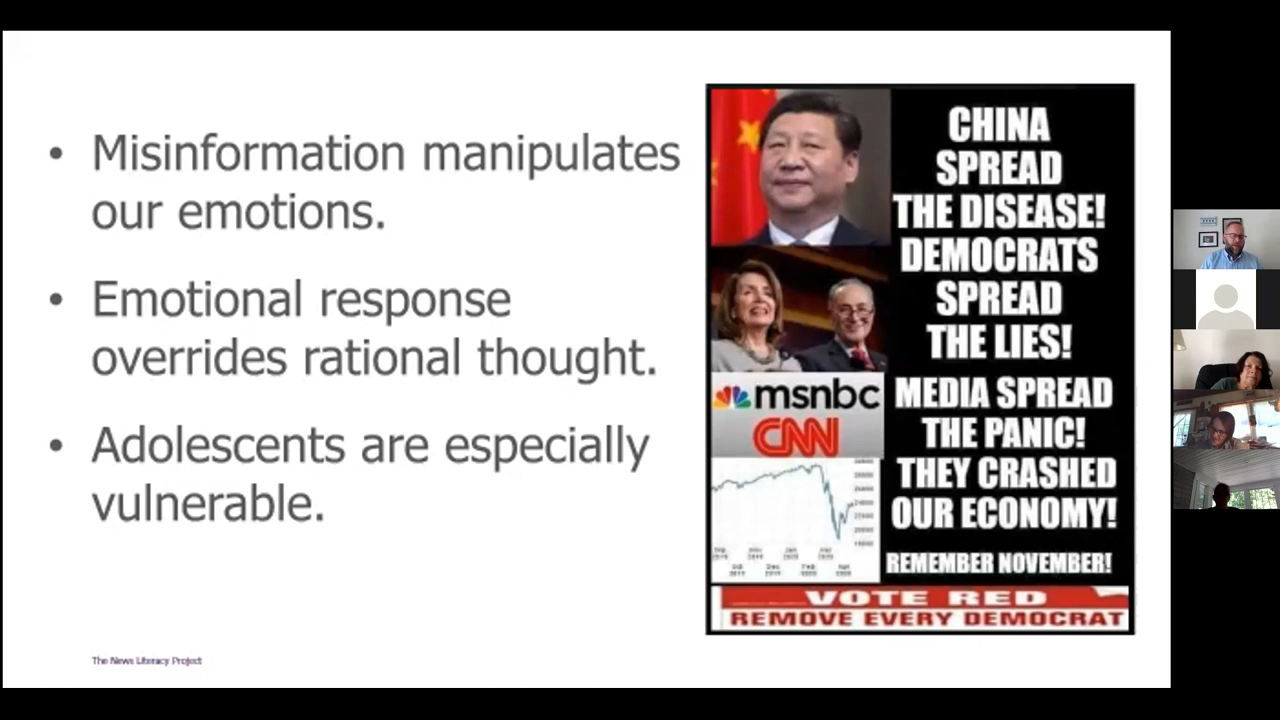 • Misinformation manipulates
our emotions.
• Emotional response
overrides rational thought.
• Adolescents are especially
vulnerable.
The News Literacy Project
CHINA
SPREAD
THE DISEASE!
DEMOCRATS
SPREAD
THE LIES!
msnbc
CNN
MEDIA SPREAD
THE PANIC!
THEY CRASHED
OUR ECONOMY!
REMEMBER NOVEMBER!
VOTE RED
REMOVE EVERY DEMOCRAT